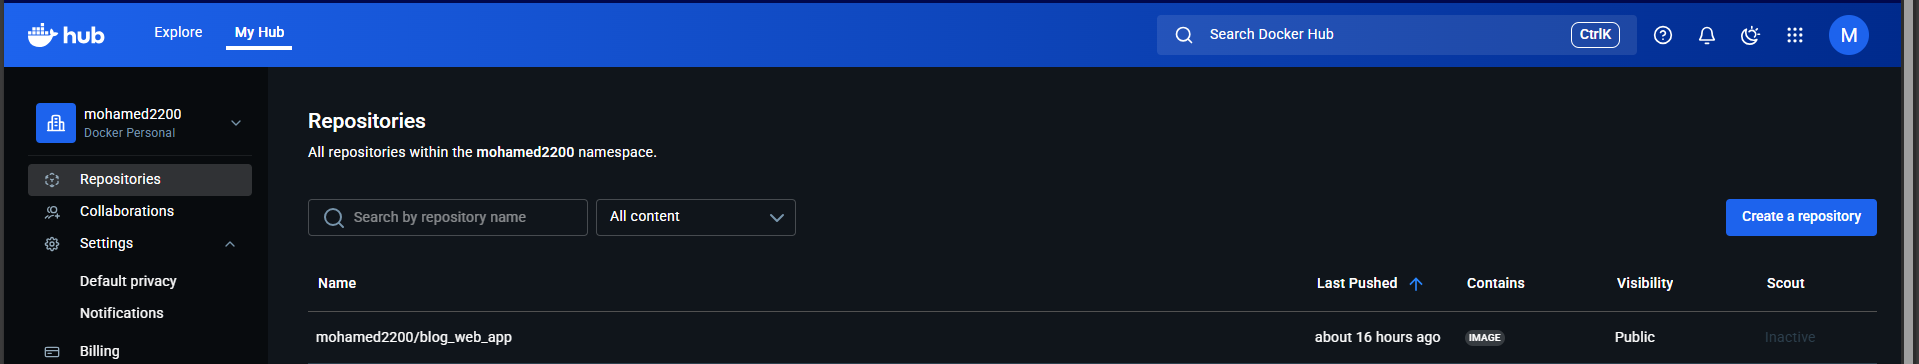 hub Explore My Hub Search Docker Hub CtrlK M
mohamed2200
Docker Personal
Repositories
Collaborations
Settings
Default privacy
Notifications
Billing
Repositories
All repositories within the mohamed2200 namespace.
Search by repository name All content Create a repository
Name Last Pushed Contains Visibility Scout
mohamed2200/blog_web_app about 16 hours ago IMAGE Public Inactive